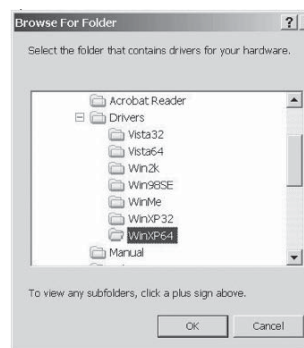 Browse For Folder
?
Select the folder that contains drivers for your hardware.
Acrobat Reader
Drivers
Vista32
Vista64
Win2k
Win98SE
WinMe
WinXP32
WinXP64
Manual
To view any subfolders, click a plus sign above.
OK Cancel